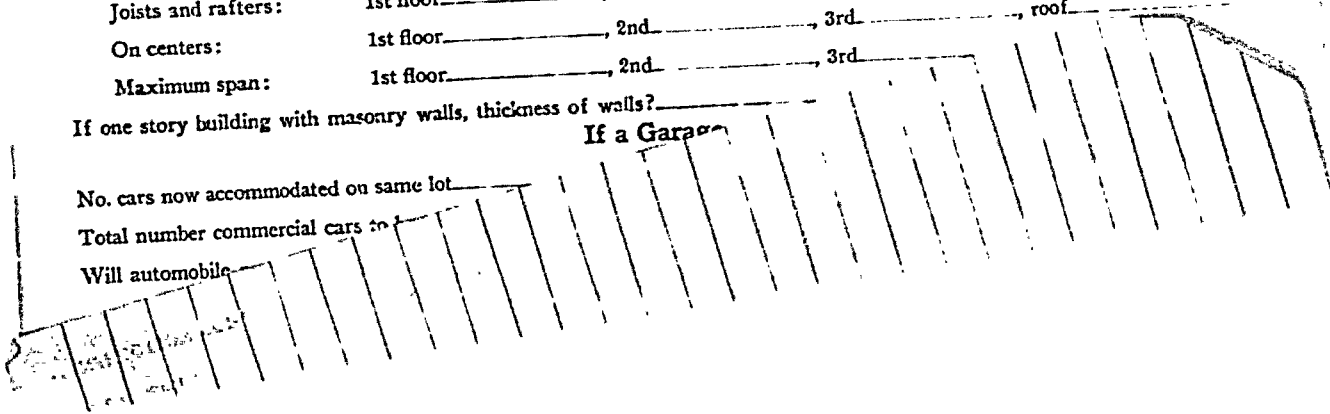 Joists and rafters: 1st floor
On centers: 1st floor, 2nd, 3rd, roof
Maximum span: 1st floor, 2nd, 3rd
If one story building with masonry walls, thickness of walls?
If a Garage
No. cars now accommodated on same lot
Total number commercial cars to
Will automobile